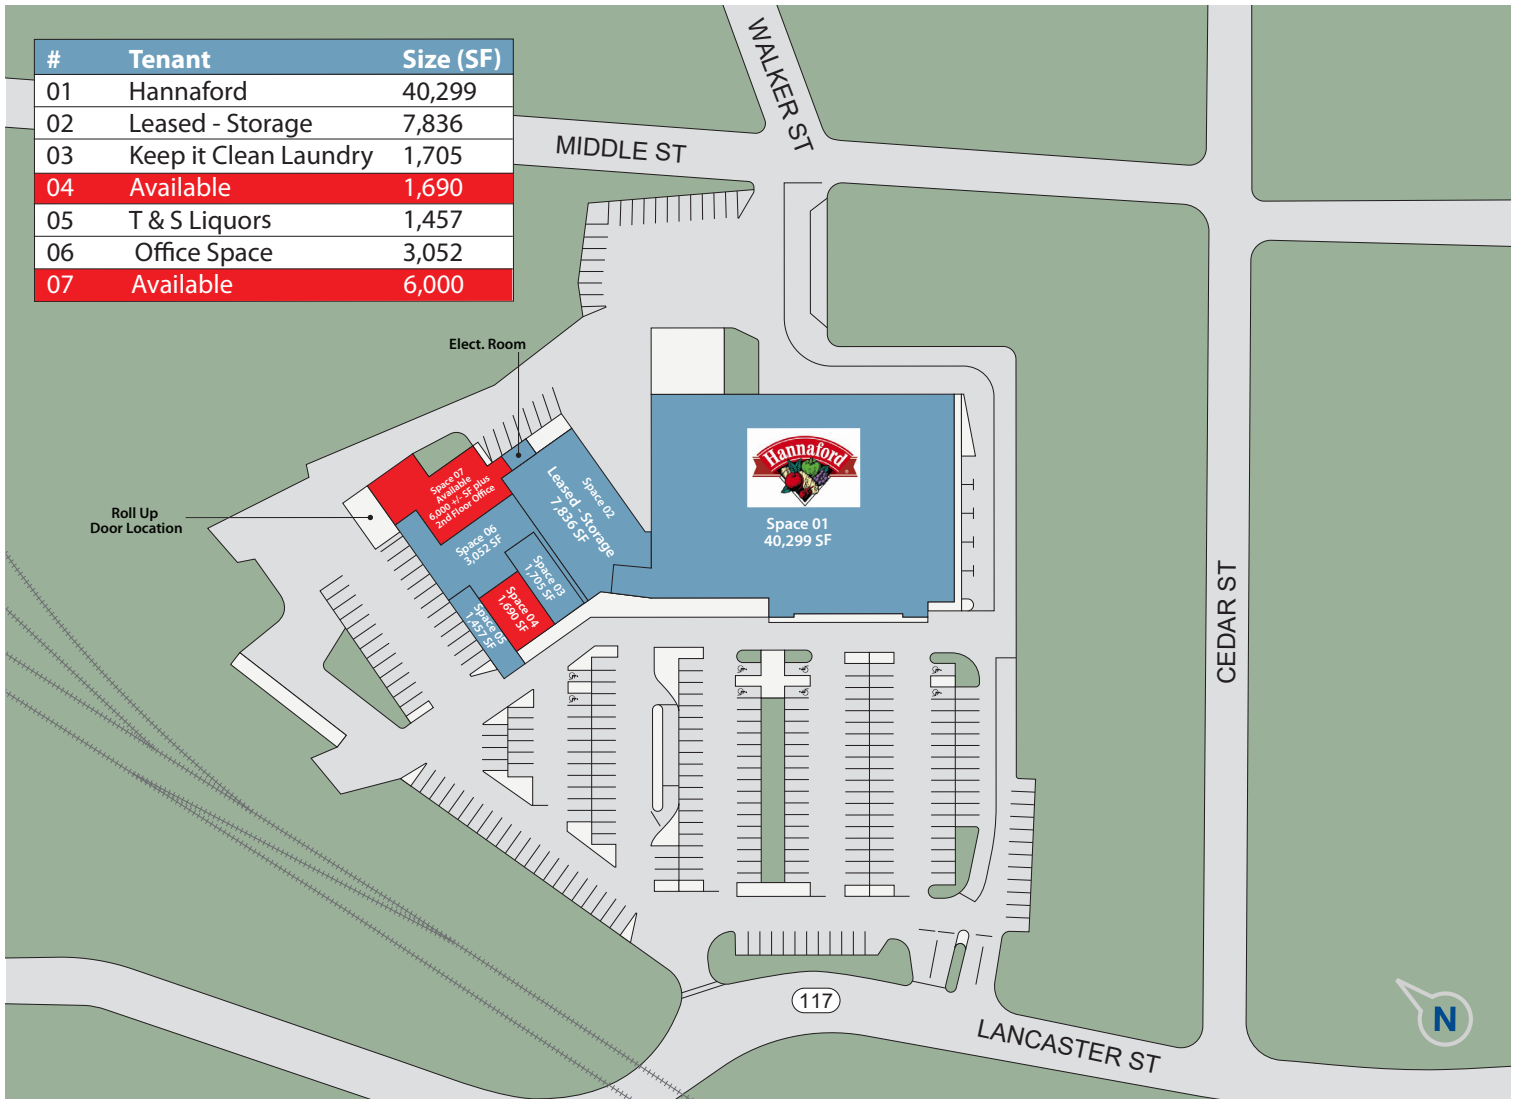 # Tenant Size (SF)
01 Hannaford 40,299
02 Leased - Storage 7,836
03 Keep it Clean Laundry 1,705
04 Available 1,690
05 T & S Liquors 1,457
06 Office Space 3,052
07 Available 6,000
WALKER ST
MIDDLE ST
Elect. Room
Roll Up
Door Location
Space 07
Available
6,000 +/- SF plus
2nd Floor Office
Space 02
Leased - Storage
7,836 SF
Space 06
3,052 SF
Space 03
1,705 SF
Space 04
1,690 SF
Space 05
1,457 SF
Hannaford
Space 01
40,299 SF
CEDAR ST
117
LANCASTER ST
N